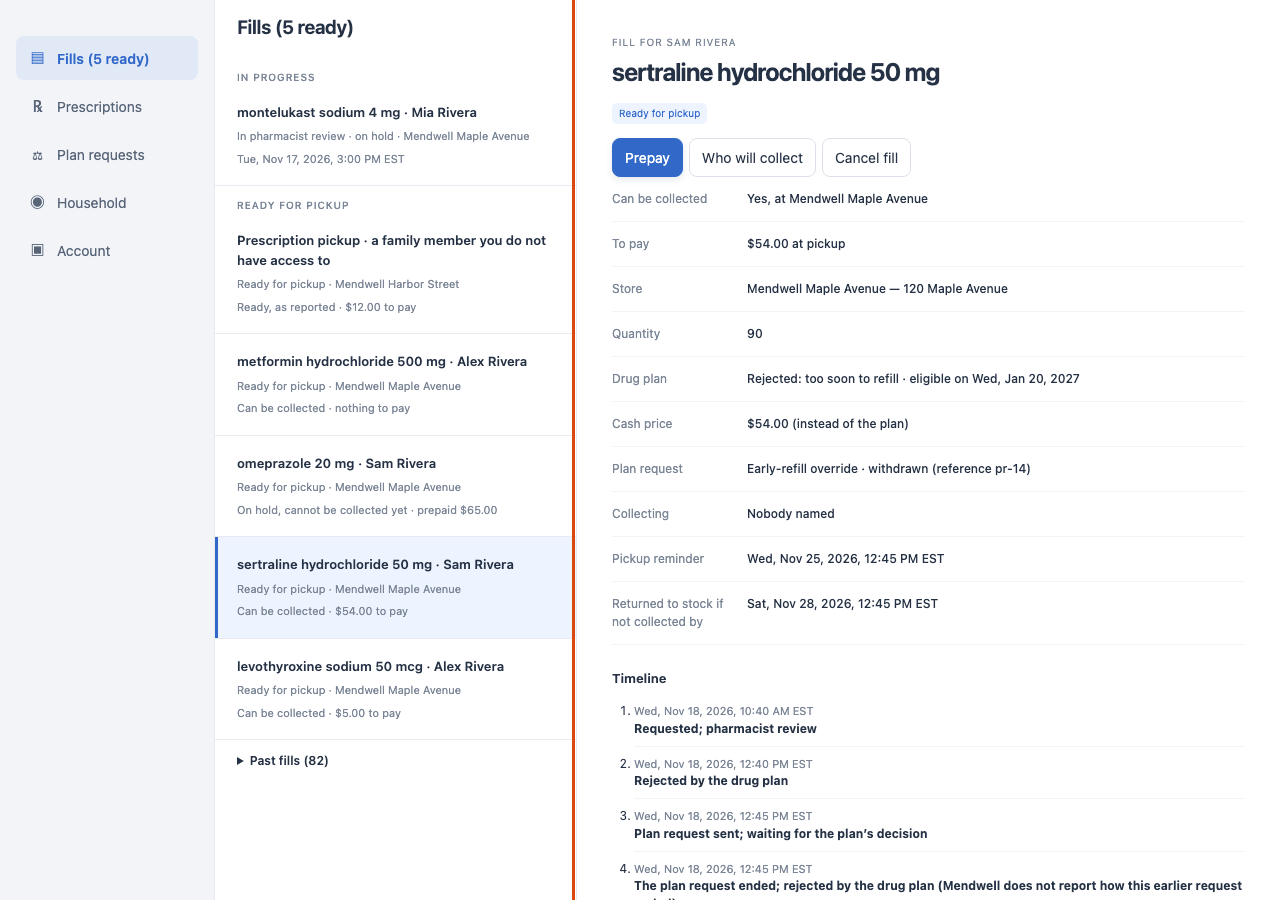 Fills (5 ready)
Prescriptions
Plan requests
Household
Account
Fills (5 ready)
IN PROGRESS
montelukast sodium 4 mg · Mia Rivera
In pharmacist review · on hold · Mendwell Maple Avenue
Tue, Nov 17, 2026, 3:00 PM EST
READY FOR PICKUP
Prescription pickup · a family member you do not
have access to
Ready for pickup · Mendwell Harbor Street
Ready, as reported · $12.00 to pay
metformin hydrochloride 500 mg · Alex Rivera
Ready for pickup · Mendwell Maple Avenue
Can be collected · nothing to pay
omeprazole 20 mg · Sam Rivera
Ready for pickup · Mendwell Maple Avenue
On hold, cannot be collected yet · prepaid $65.00
sertraline hydrochloride 50 mg · Sam Rivera
Ready for pickup · Mendwell Maple Avenue
Can be collected · $54.00 to pay
levothyroxine sodium 50 mcg · Alex Rivera
Ready for pickup · Mendwell Maple Avenue
Can be collected · $5.00 to pay
Past fills (82)
FILL FOR SAM RIVERA
sertraline hydrochloride 50 mg
Ready for pickup
Prepay Who will collect Cancel fill
Can be collected Yes, at Mendwell Maple Avenue
To pay $54.00 at pickup
Store Mendwell Maple Avenue — 120 Maple Avenue
Quantity 90
Drug plan Rejected: too soon to refill · eligible on Wed, Jan 20, 2027
Cash price $54.00 (instead of the plan)
Plan request Early-refill override · withdrawn (reference pr-14)
Collecting Nobody named
Pickup reminder Wed, Nov 25, 2026, 12:45 PM EST
Returned to stock if not collected by Sat, Nov 28, 2026, 12:45 PM EST
Timeline
1. Wed, Nov 18, 2026, 10:40 AM EST
Requested; pharmacist review
2. Wed, Nov 18, 2026, 12:40 PM EST
Rejected by the drug plan
3. Wed, Nov 18, 2026, 12:45 PM EST
Plan request sent; waiting for the plan’s decision
4. Wed, Nov 18, 2026, 12:45 PM EST
The plan request ended; rejected by the drug plan (Mendwell does not report how this earlier request